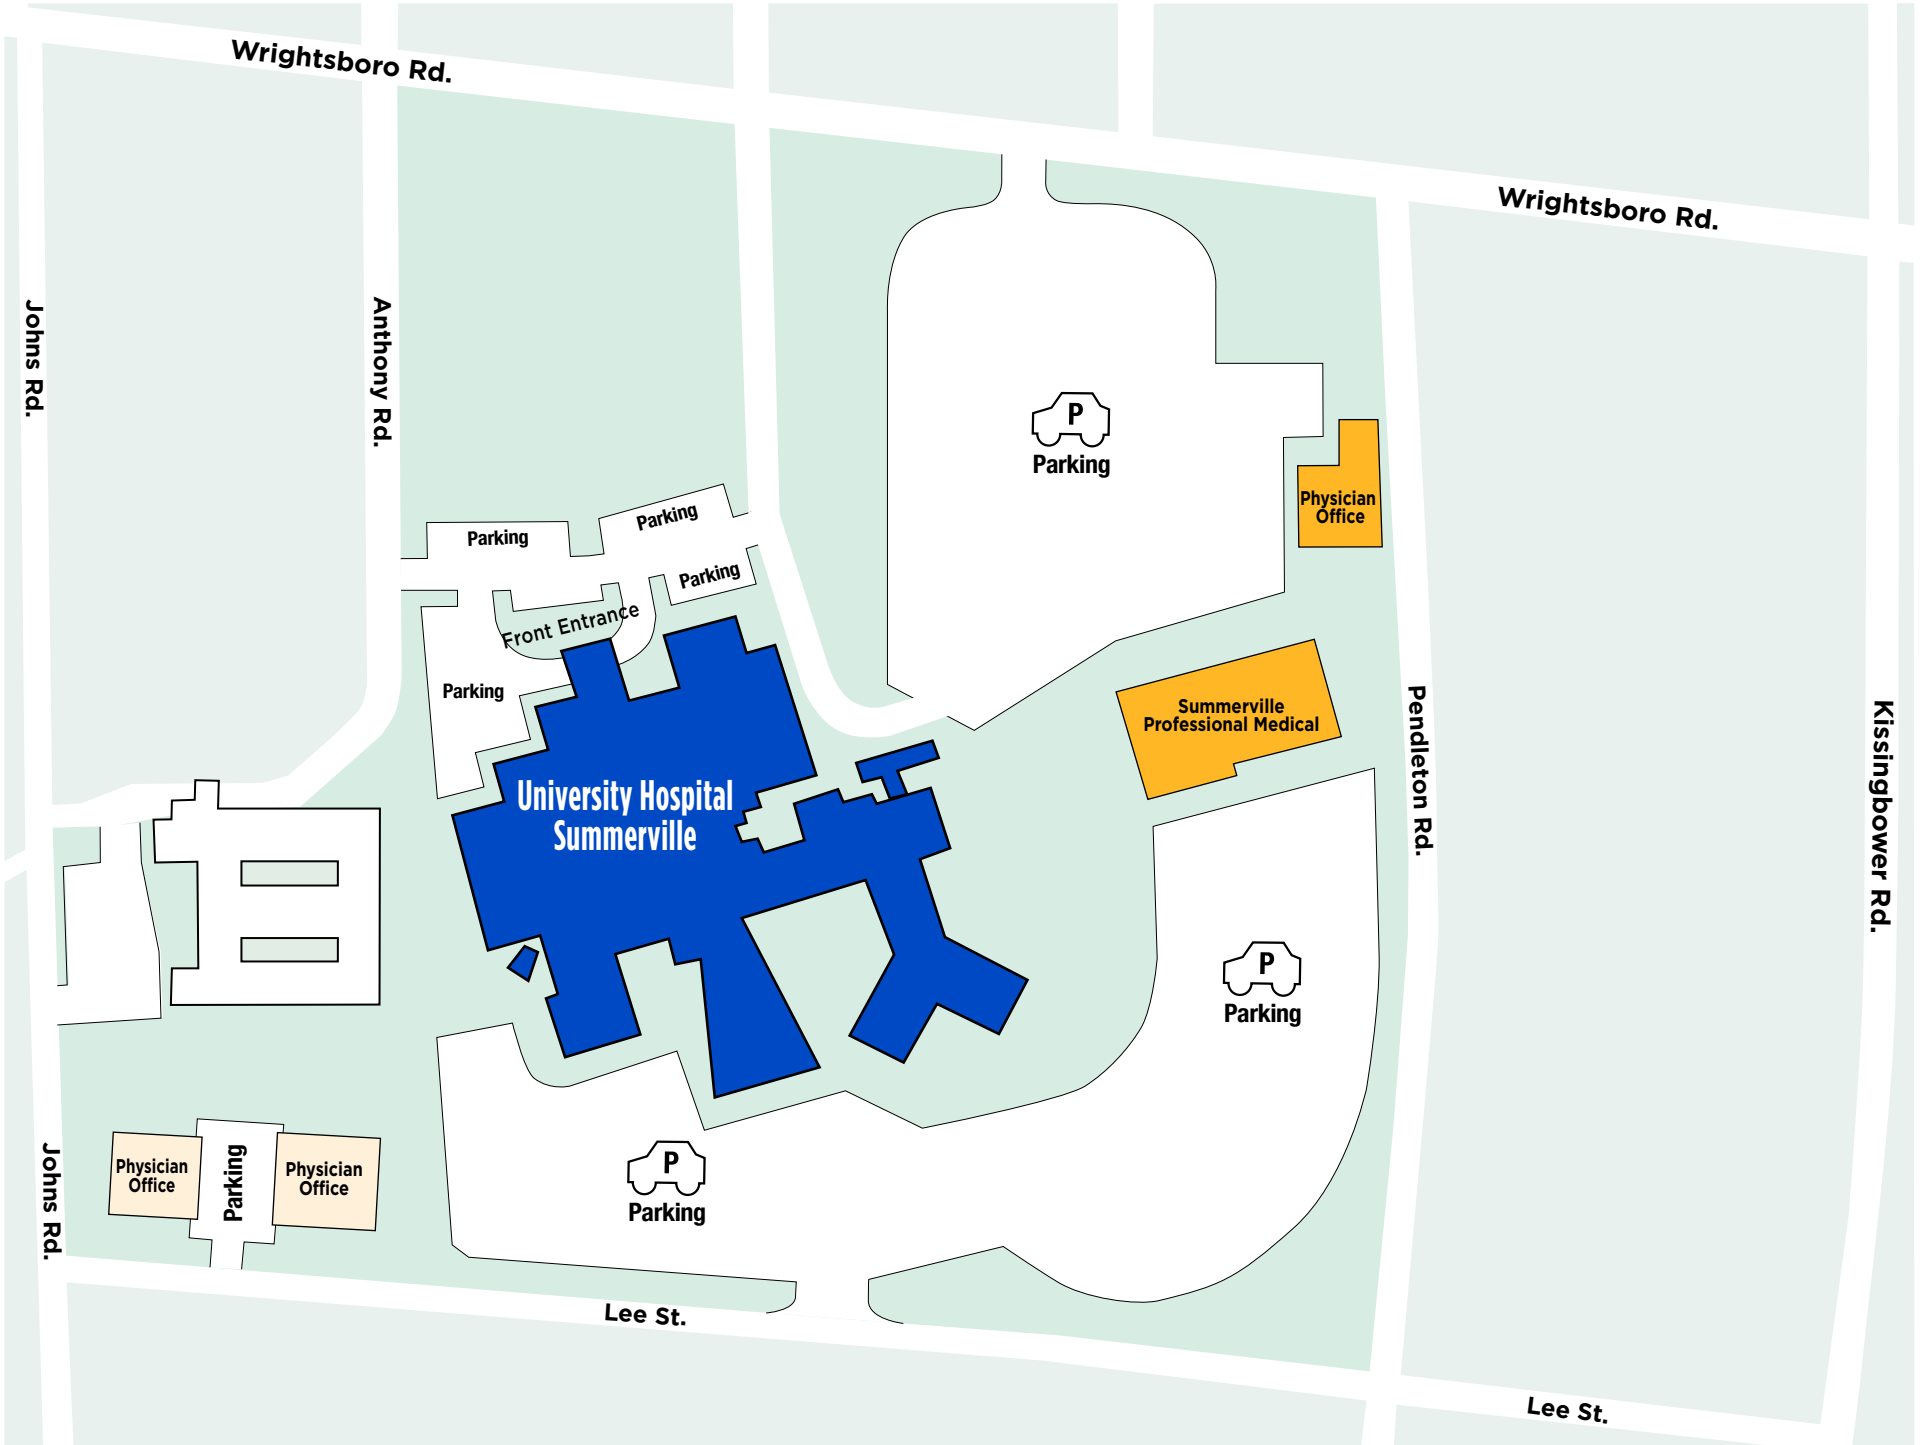 Wrightsboro Rd.
Wrightsboro Rd.
Johns Rd.
Anthony Rd.
P
Parking
Physician
Office
Parking
Parking
Parking
Front Entrance
Parking
Summerville
Professional Medical
Pendleton Rd.
Kissingbower Rd.
University Hospital
Summerville
P
Parking
Johns Rd.
Physician
Office
Parking
Physician
Office
P
Parking
Lee St.
Lee St.